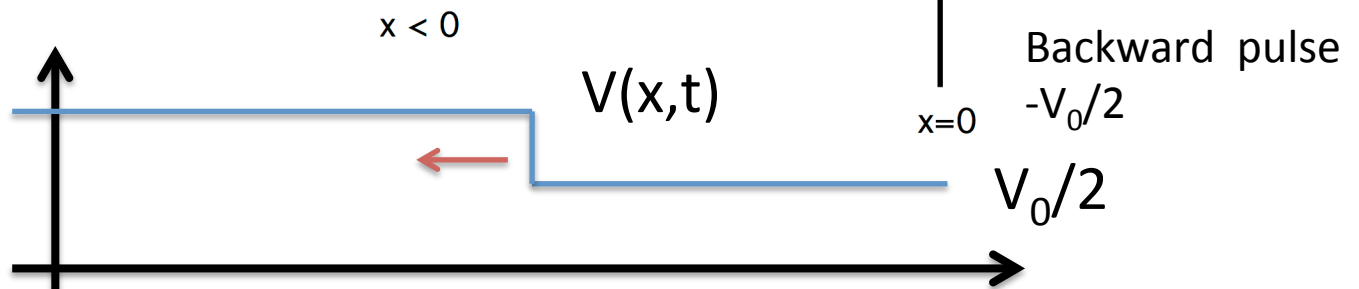 x < 0
Backward pulse
-V₀/2
V(x,t)
x=0
V₀/2